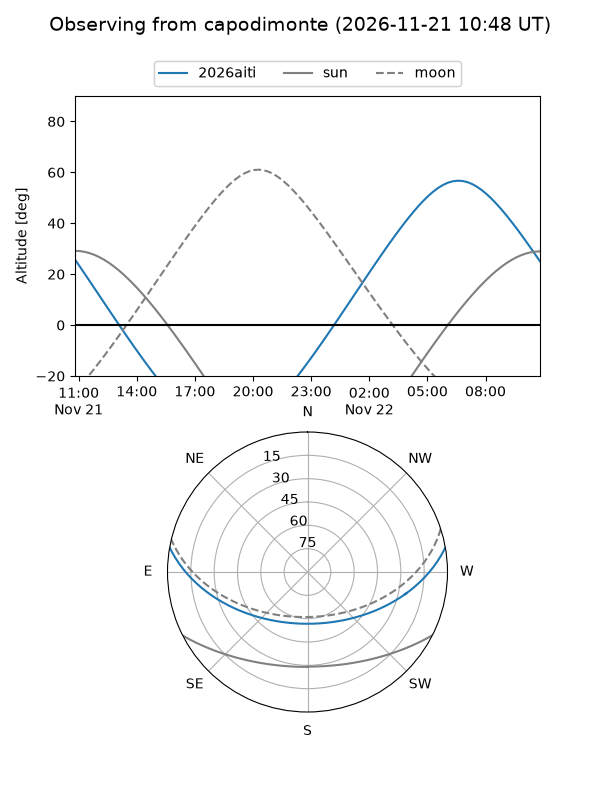 Observing from capodimonte (2026-11-21 10:48 UT)
2026aiti sun moon
Altitude [deg]
80
60
40
20
0
−20
11:00 14:00 17:00 20:00 23:00 02:00 05:00 08:00
Nov 21 Nov 22
N
NE NW
15
30
45
60
75
E W
SE SW
S